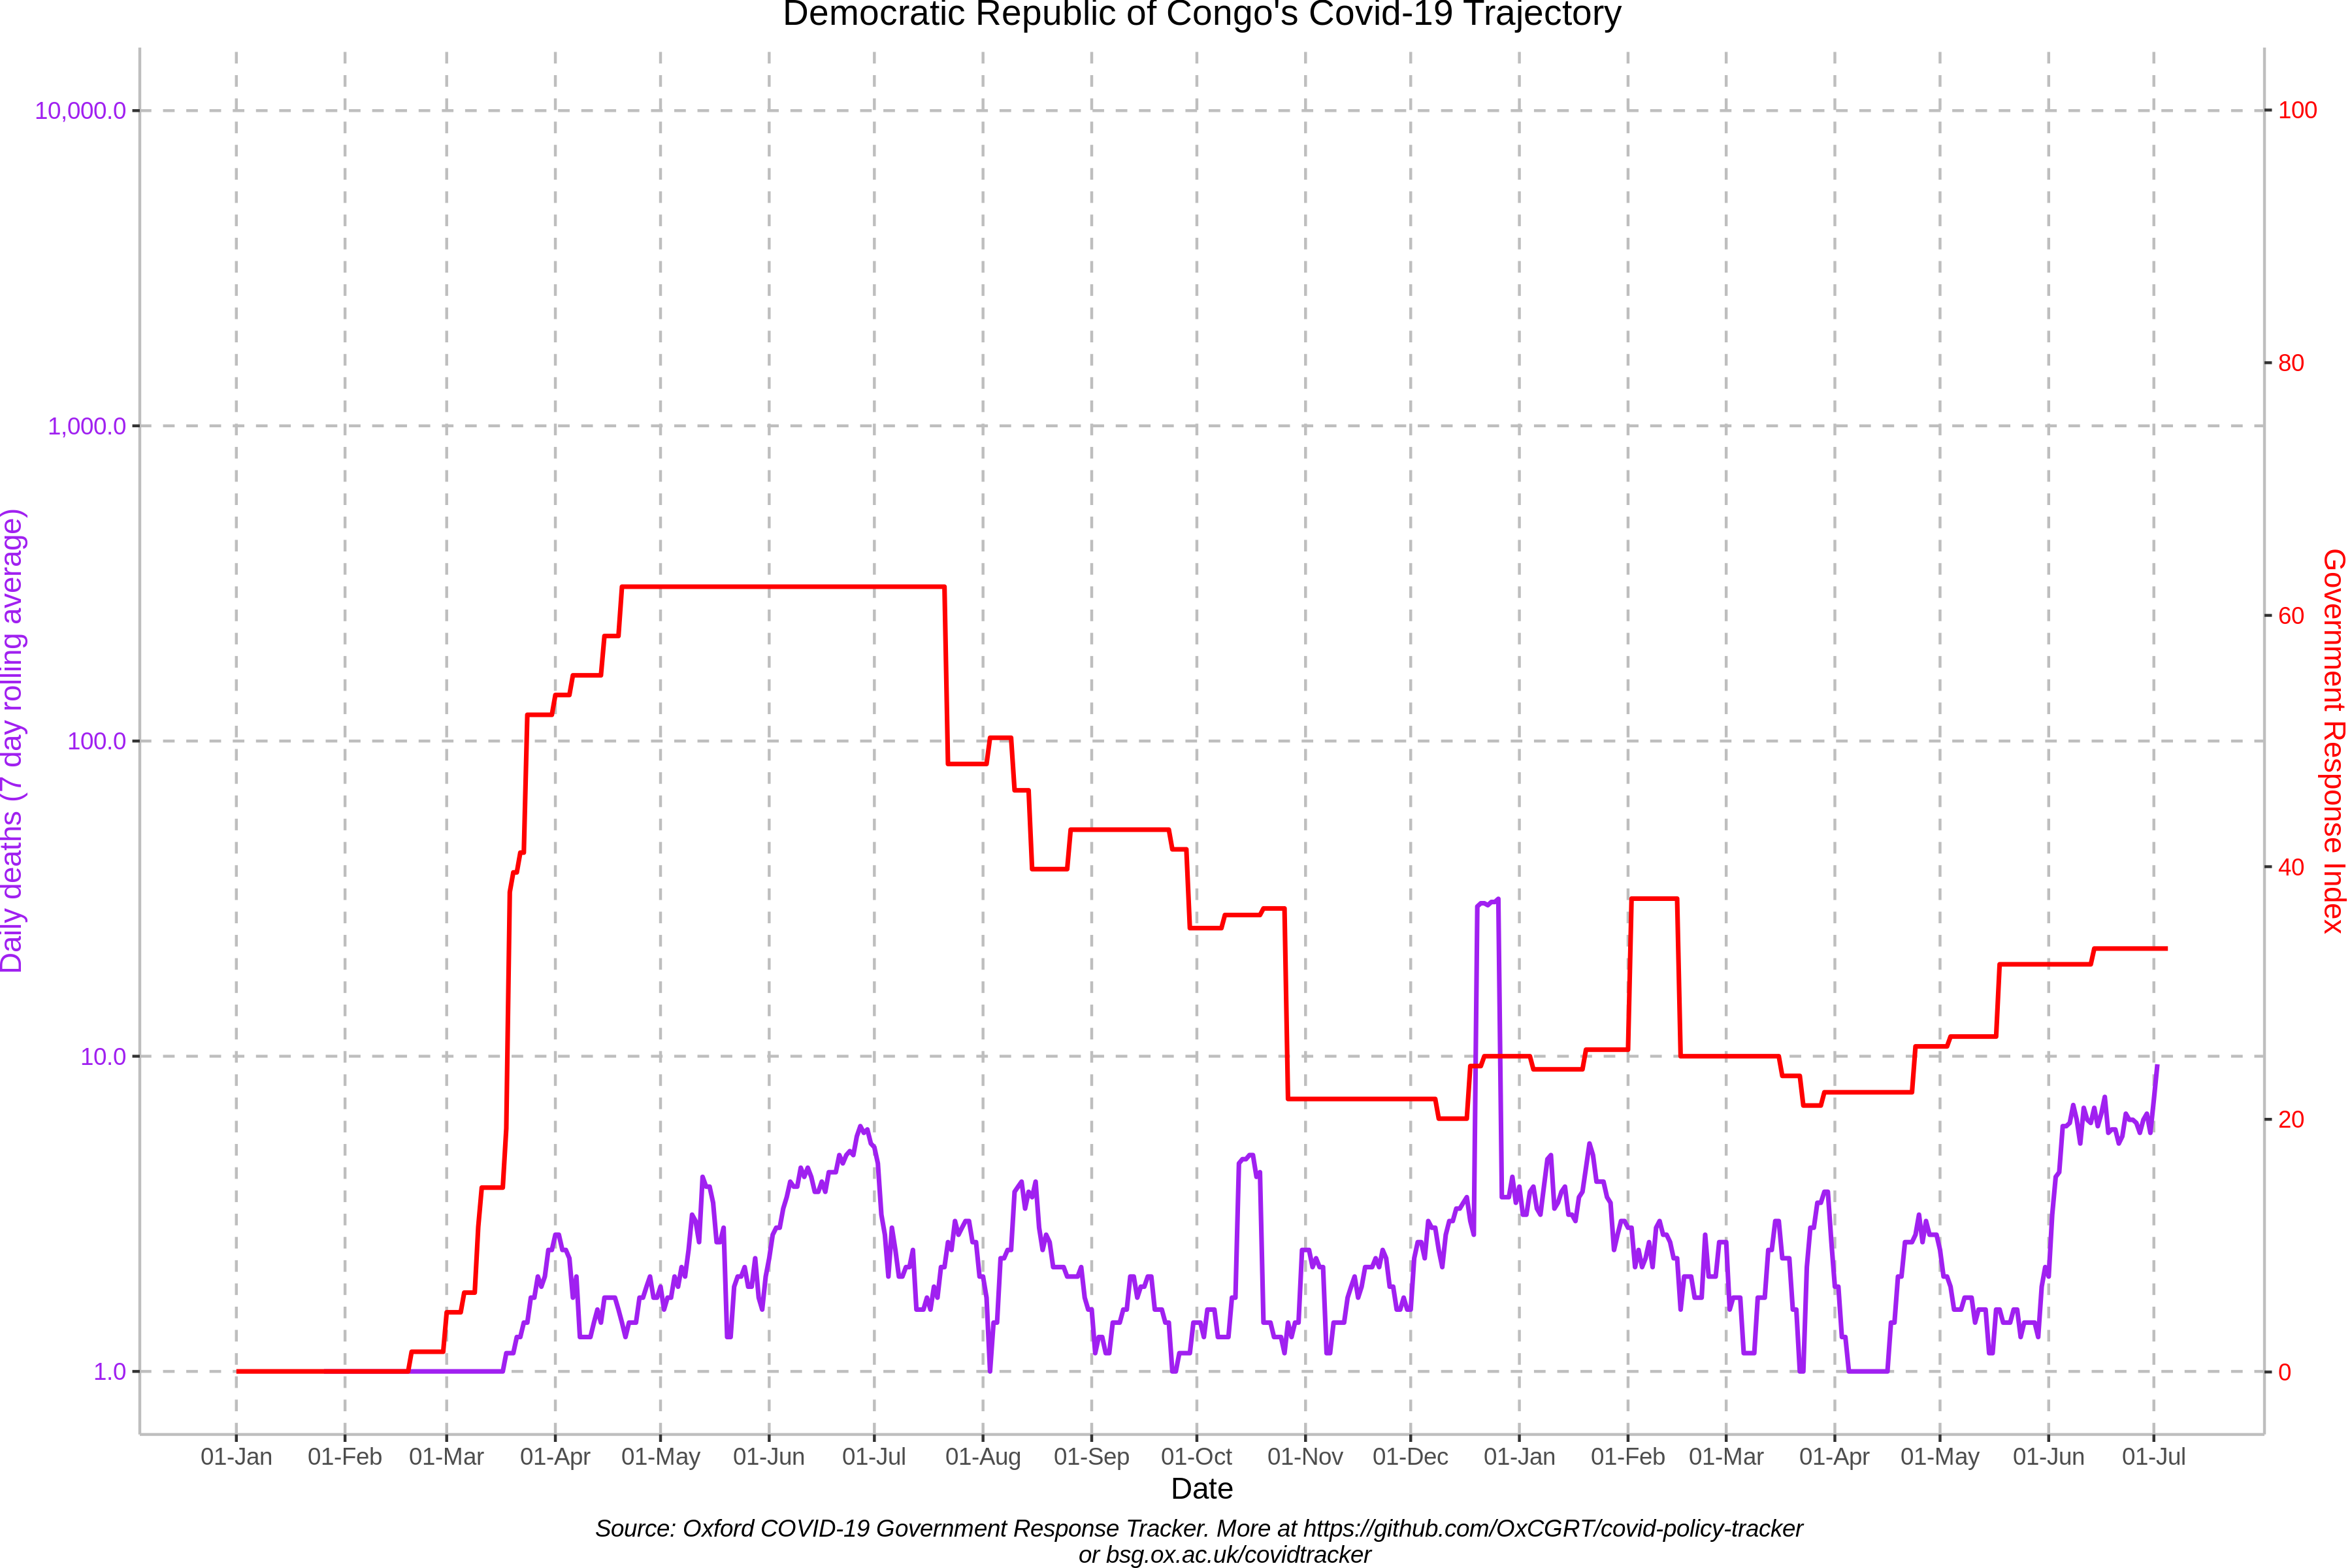 Democratic Republic of Congo's Covid-19 Trajectory
10,000.0
1,000.0
100.0
10.0
1.0
Daily deaths (7 day rolling average)
100
80
60
40
20
0
Government Response Index
01-Jan 01-Feb 01-Mar 01-Apr 01-May 01-Jun 01-Jul 01-Aug 01-Sep 01-Oct 01-Nov 01-Dec 01-Jan 01-Feb 01-Mar 01-Apr 01-May 01-Jun 01-Jul
Date
Source: Oxford COVID-19 Government Response Tracker. More at https://github.com/OxCGRT/covid-policy-tracker
or bsg.ox.ac.uk/covidtracker